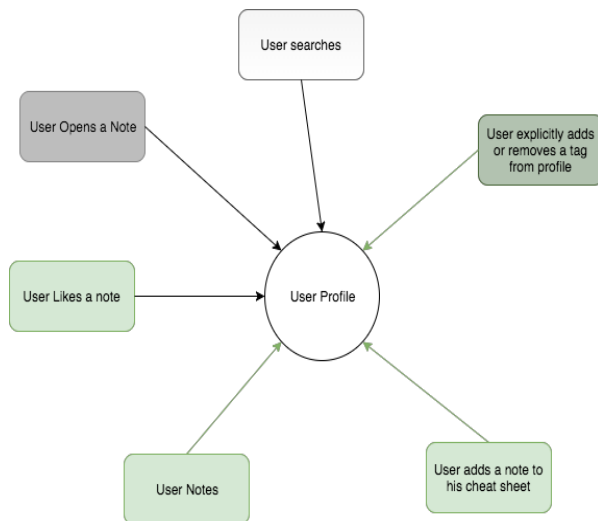 User searches
User Opens a Note
User explicitly adds
or removes a tag
from profile
User Likes a note
User Profile
User Notes
User adds a note to
his cheat sheet